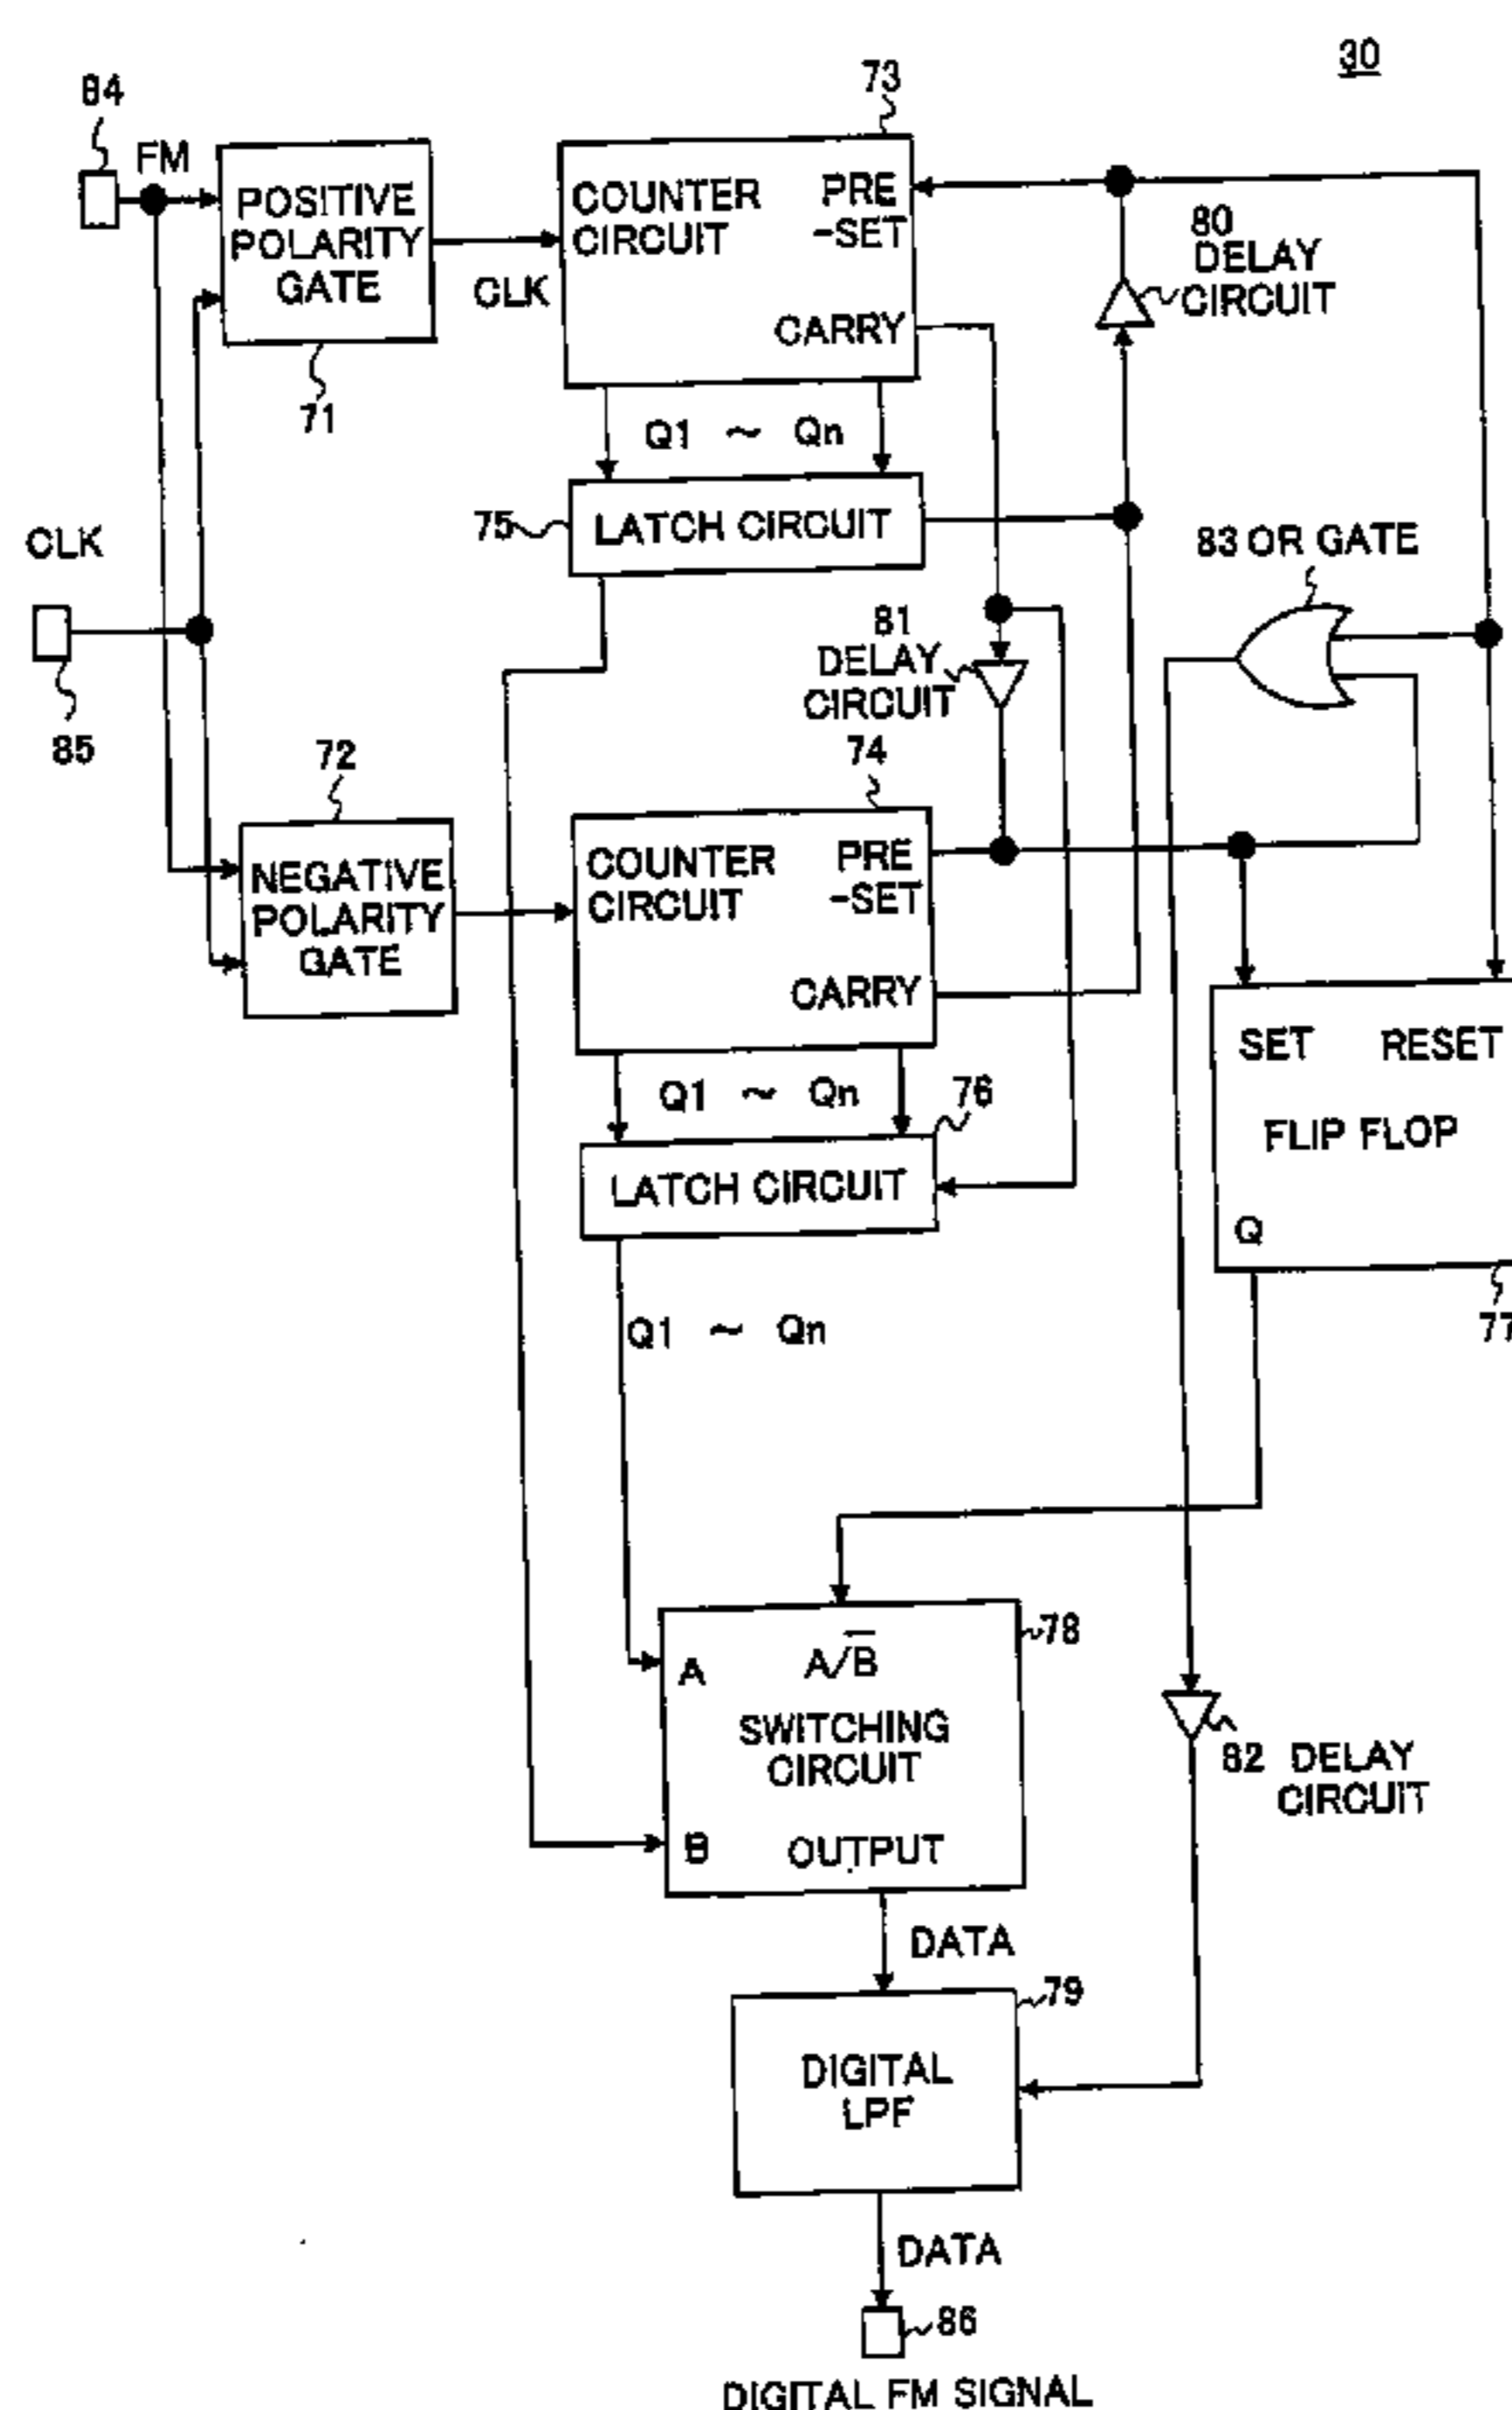 30
84
FM
POSITIVE
POLARITY
GATE
71
CLK
73
COUNTER
CIRCUIT
PRE
-SET
CARRY
80
DELAY
CIRCUIT
Q1 ~ Qn
75
LATCH CIRCUIT
CLK
85
83 OR GATE
81
DELAY
CIRCUIT
72
NEGATIVE
POLARITY
GATE
74
COUNTER
CIRCUIT
PRE
-SET
CARRY
Q1 ~ Qn
76
LATCH CIRCUIT
SET RESET
FLIP FLOP
Q
77
Q1 ~ Qn
78
A
A/B̅
SWITCHING
CIRCUIT
B
OUTPUT
82 DELAY
CIRCUIT
DATA
79
DIGITAL
LPF
DATA
86
DIGITAL FM SIGNAL